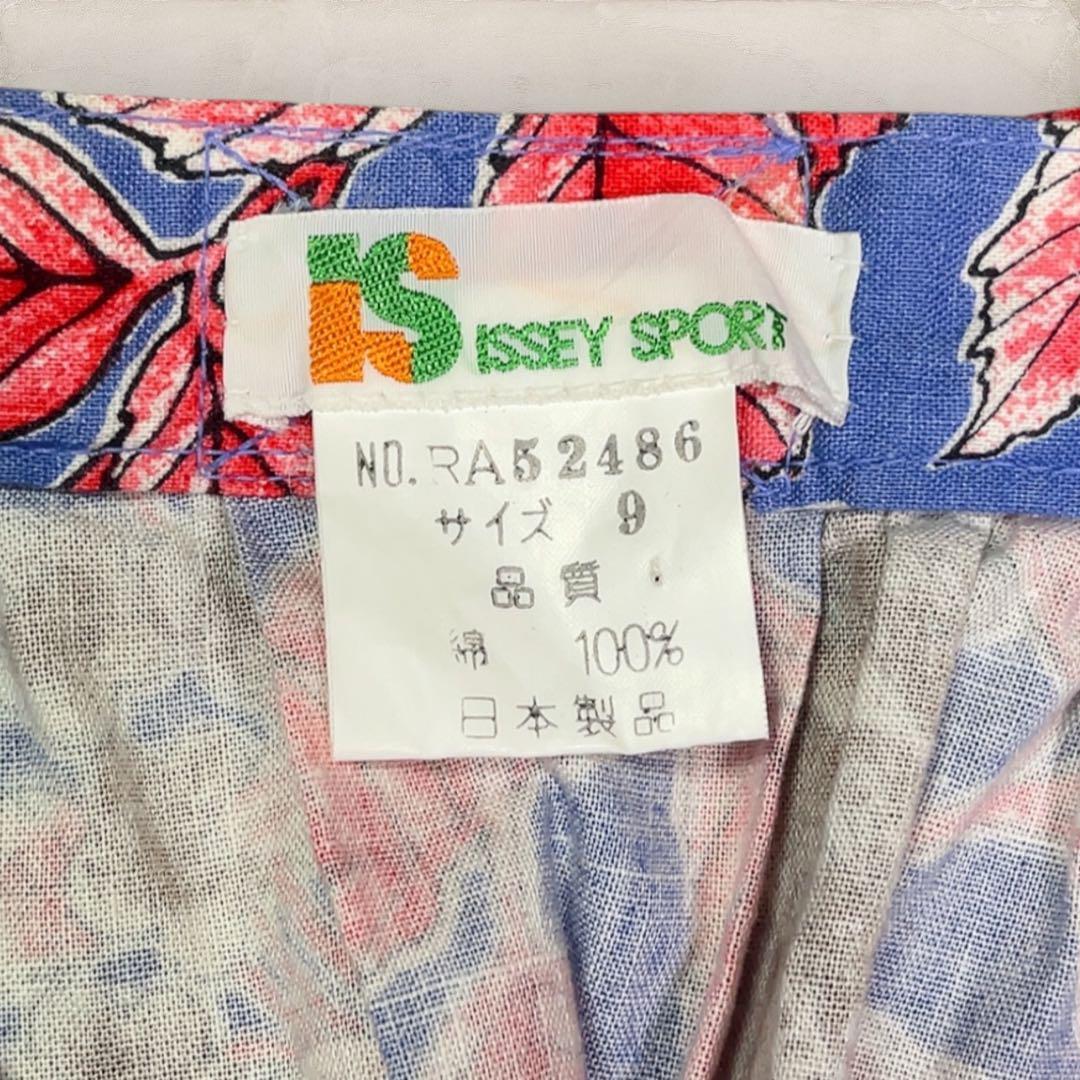 IS ISSEY SPORT
NO. RA52486
サイズ 9
品質
綿 100%
日本製品